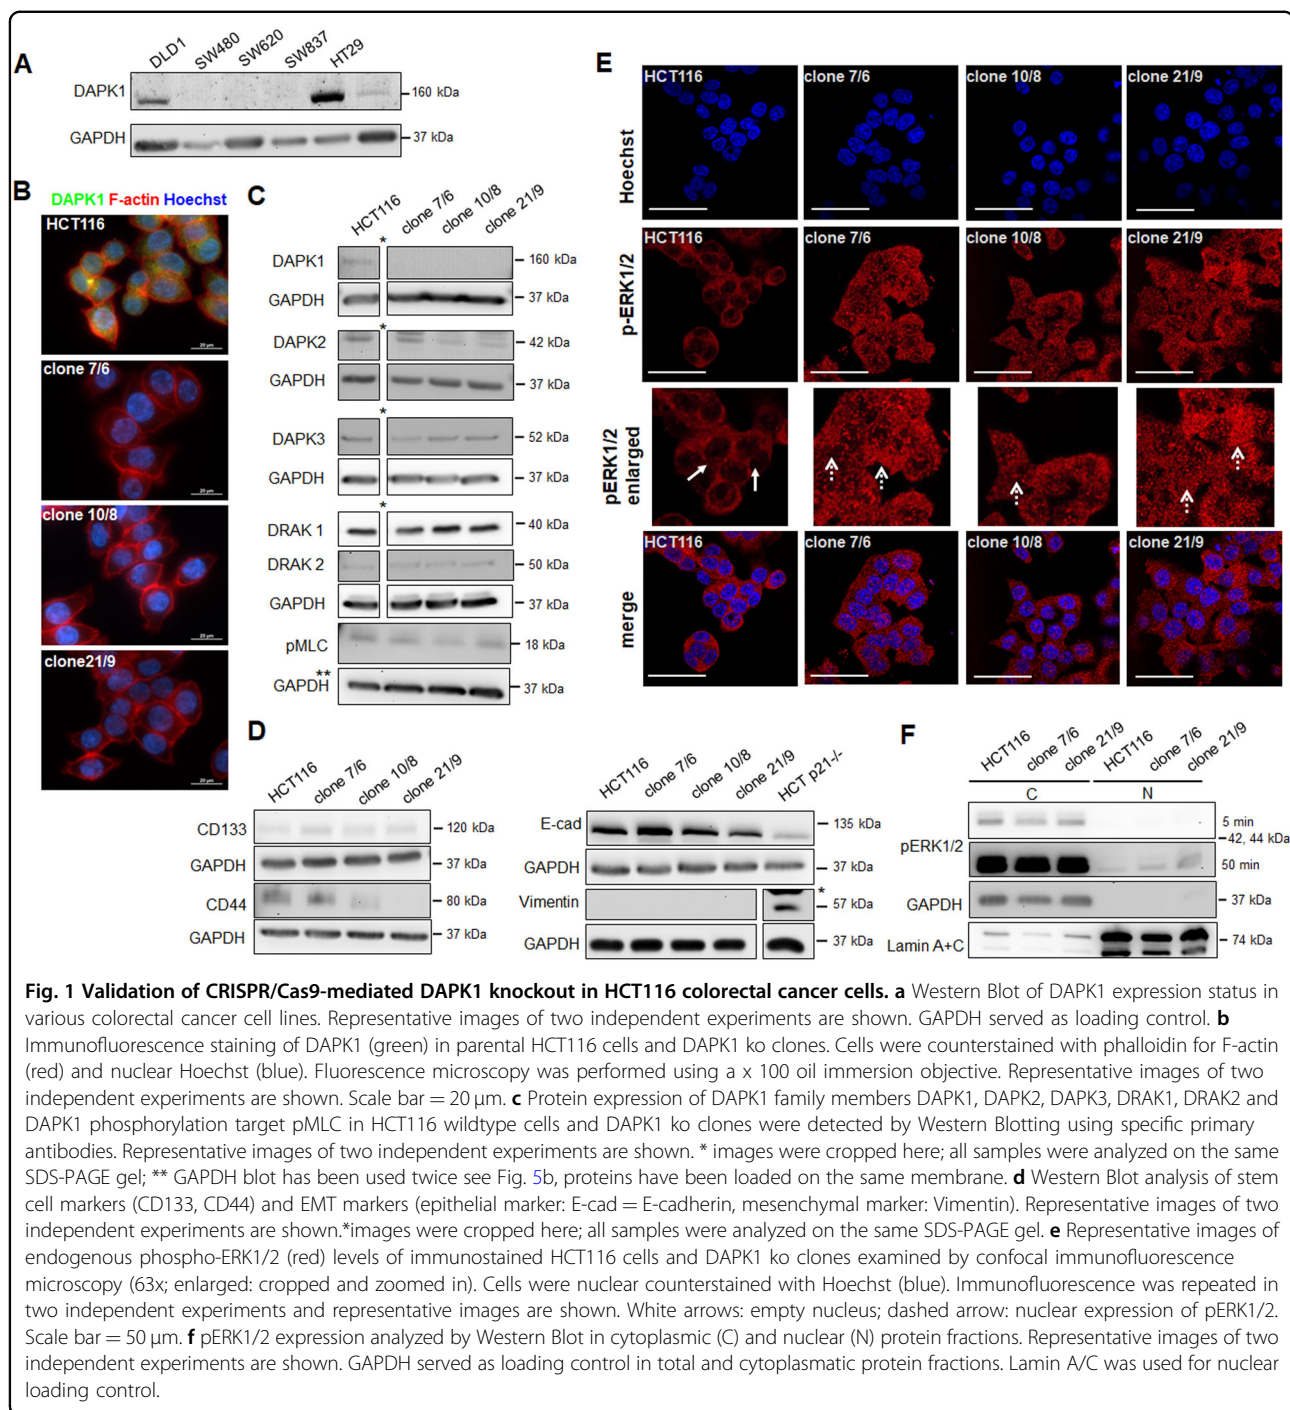 A
DLD1
SW480
SW620
SW837
HT29
DAPK1
160 kDa
GAPDH
37 kDa
B
DAPK1 F-actin Hoechst
HCT116
20 µm
clone 7/6
20 µm
clone 10/8
20 µm
clone21/9
20 µm
C
HCT116
clone 7/6
clone 10/8
clone 21/9
*
DAPK1
160 kDa
GAPDH
37 kDa
*
DAPK2
42 kDa
GAPDH
37 kDa
*
DAPK3
52 kDa
GAPDH
37 kDa
*
DRAK 1
40 kDa
DRAK 2
50 kDa
GAPDH
37 kDa
pMLC
18 kDa
**
GAPDH
37 kDa
D
HCT116
clone 7/6
clone 10/8
clone 21/9
CD133
120 kDa
GAPDH
37 kDa
CD44
80 kDa
GAPDH
37 kDa
HCT116
clone 7/6
clone 10/8
clone 21/9
HCT p21-/-
E-cad
135 kDa
GAPDH
37 kDa
*
Vimentin
57 kDa
GAPDH
37 kDa
E
HCT116
clone 7/6
clone 10/8
clone 21/9
Hoechst
HCT116
clone 7/6
clone 10/8
clone 21/9
p-ERK1/2
pERK1/2
enlarged
HCT116
clone 7/6
clone 10/8
clone 21/9
merge
F
HCT116
clone 7/6
clone 21/9
HCT116
clone 7/6
clone 21/9
C
N
5 min
pERK1/2
42, 44 kDa
50 min
GAPDH
37 kDa
Lamin A+C
74 kDa
Fig. 1 Validation of CRISPR/Cas9-mediated DAPK1 knockout in HCT116 colorectal cancer cells. a Western Blot of DAPK1 expression status in
various colorectal cancer cell lines. Representative images of two independent experiments are shown. GAPDH served as loading control. b
Immunofluorescence staining of DAPK1 (green) in parental HCT116 cells and DAPK1 ko clones. Cells were counterstained with phalloidin for F-actin
(red) and nuclear Hoechst (blue). Fluorescence microscopy was performed using a x 100 oil immersion objective. Representative images of two
independent experiments are shown. Scale bar = 20 µm. c Protein expression of DAPK1 family members DAPK1, DAPK2, DAPK3, DRAK1, DRAK2 and
DAPK1 phosphorylation target pMLC in HCT116 wildtype cells and DAPK1 ko clones were detected by Western Blotting using specific primary
antibodies. Representative images of two independent experiments are shown. * images were cropped here; all samples were analyzed on the same
SDS-PAGE gel; ** GAPDH blot has been used twice see Fig. 5b, proteins have been loaded on the same membrane. d Western Blot analysis of stem
cell markers (CD133, CD44) and EMT markers (epithelial marker: E-cad = E-cadherin, mesenchymal marker: Vimentin). Representative images of two
independent experiments are shown.*images were cropped here; all samples were analyzed on the same SDS-PAGE gel. e Representative images of
endogenous phospho-ERK1/2 (red) levels of immunostained HCT116 cells and DAPK1 ko clones examined by confocal immunofluorescence
microscopy (63x; enlarged: cropped and zoomed in). Cells were nuclear counterstained with Hoechst (blue). Immunofluorescence was repeated in
two independent experiments and representative images are shown. White arrows: empty nucleus; dashed arrow: nuclear expression of pERK1/2.
Scale bar = 50 µm. f pERK1/2 expression analyzed by Western Blot in cytoplasmic (C) and nuclear (N) protein fractions. Representative images of two
independent experiments are shown. GAPDH served as loading control in total and cytoplasmatic protein fractions. Lamin A/C was used for nuclear
loading control.